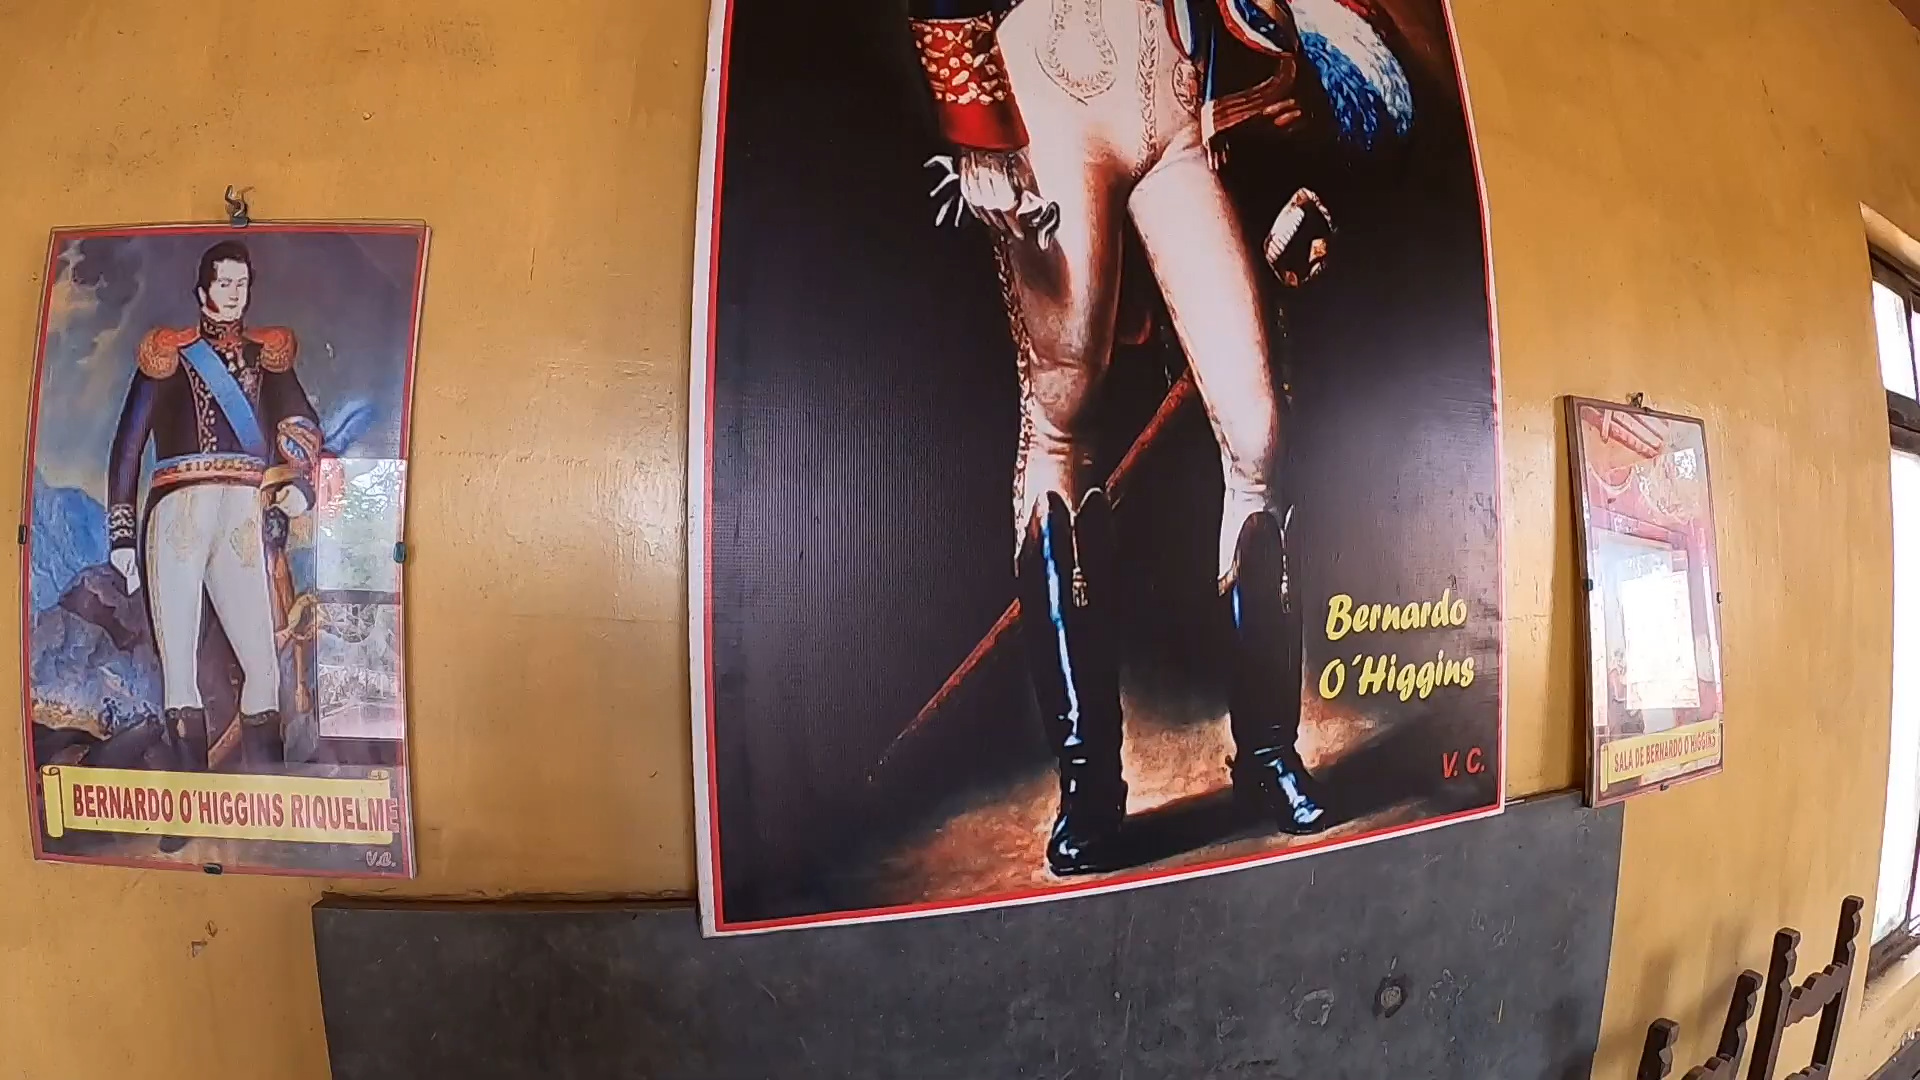 BERNARDO O´HIGGINS RIQUELME
V.C.
Bernardo
O´Higgins
V. C.
SALA DE BERNARDO O´HIGGINS